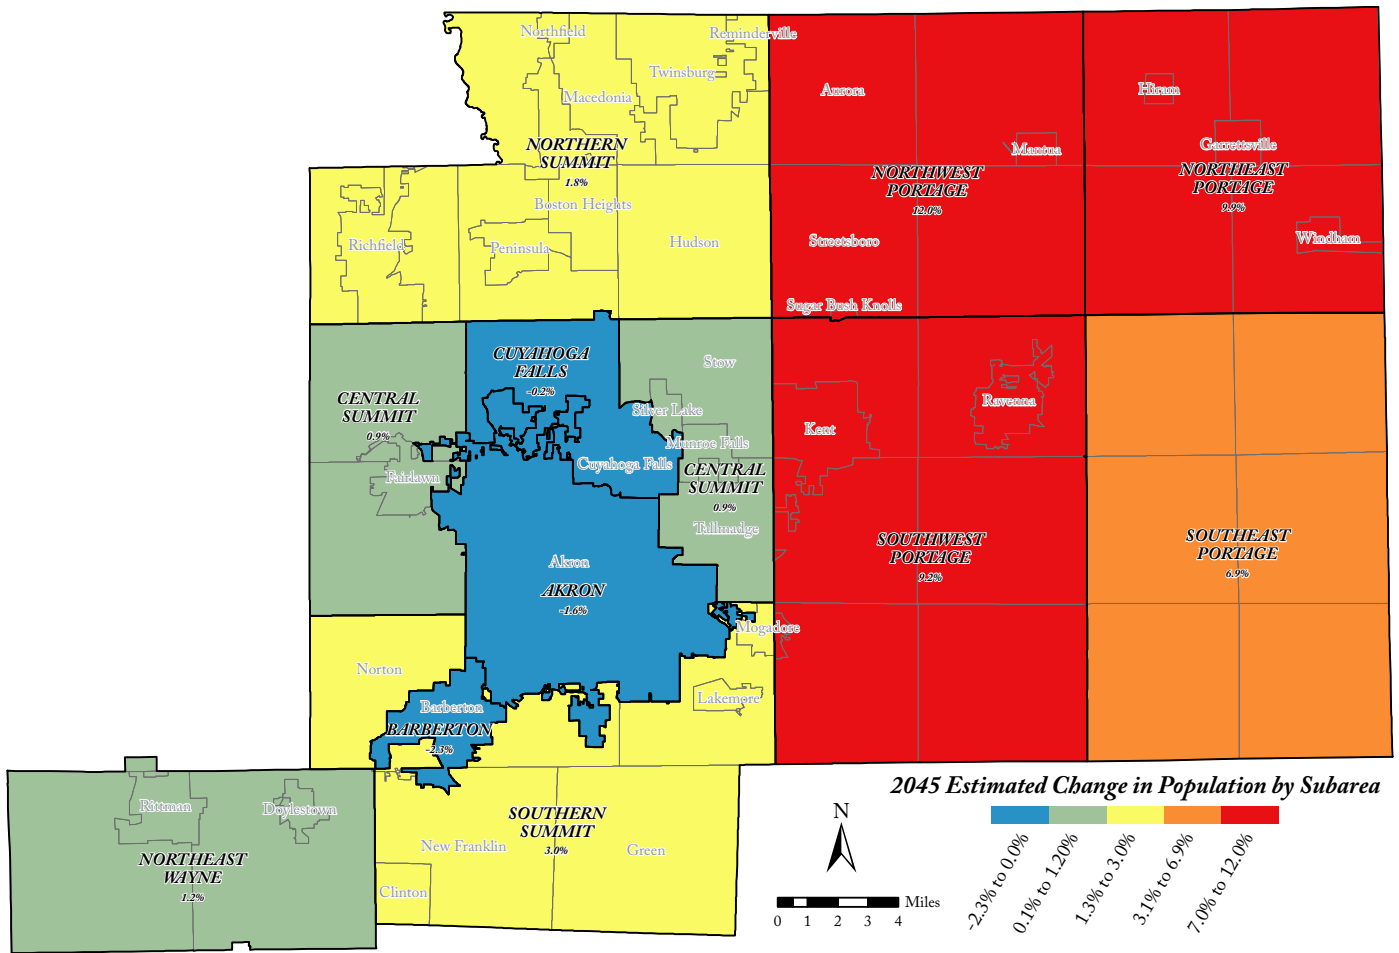 Northfield
Reminderville
Twinsburg
Macedonia
NORTHERN
SUMMIT
1.8%
Boston Heights
Richfield
Peninsula
Hudson
Aurora
Mantua
NORTHWEST
PORTAGE
12.0%
Streetsboro
Sugar Bush Knolls
Hiram
Garrettsville
NORTHEAST
PORTAGE
9.9%
Windham
CUYAHOGA
FALLS
-0.2%
Stow
CENTRAL
SUMMIT
0.9%
Silver Lake
Munroe Falls
Cuyahoga Falls
Fairlawn
CENTRAL
SUMMIT
0.9%
Tallmadge
Kent
Ravenna
SOUTHWEST
PORTAGE
9.2%
SOUTHEAST
PORTAGE
6.9%
Akron
AKRON
-1.6%
Mogadore
Norton
Lakemore
Barberton
BARBERTON
-2.3%
Rittman
Doylestown
NORTHEAST
WAYNE
1.2%
SOUTHERN
SUMMIT
3.0%
New Franklin
Green
Clinton
2045 Estimated Change in Population by Subarea
N
Miles
0 1 2 3 4
-2.3% to 0.0%
0.1% to 1.20%
1.3% to 3.0%
3.1% to 6.9%
7.0% to 12.0%